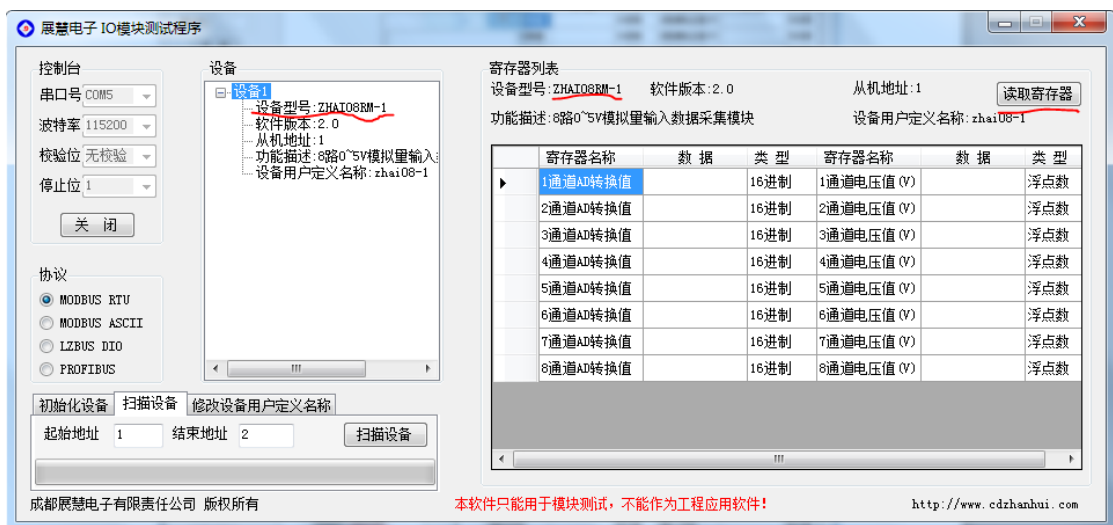 展慧电子 IO模块测试程序
控制台
串口号 COM5
波特率 115200
校验位 无校验
停止位 1
关 闭
协议
MODBUS RTU
MODBUS ASCII
LZBUS DIO
PROFIBUS
设备
设备1
设备型号:ZHAI08RM-1
软件版本:2.0
从机地址:1
功能描述:8路0~5V模拟量输入
设备用户定义名称:zhai08-1
初始化设备 扫描设备 修改设备用户定义名称
起始地址 1 结束地址 2 扫描设备
寄存器列表
设备型号:ZHAI08RM-1 软件版本:2.0 从机地址:1 读取寄存器
功能描述:8路0~5V模拟量输入数据采集模块 设备用户定义名称:zhai08-1
寄存器名称 数 据 类 型 寄存器名称 数 据 类 型
1通道AD转换值 16进制 1通道电压值(V) 浮点数
2通道AD转换值 16进制 2通道电压值(V) 浮点数
3通道AD转换值 16进制 3通道电压值(V) 浮点数
4通道AD转换值 16进制 4通道电压值(V) 浮点数
5通道AD转换值 16进制 5通道电压值(V) 浮点数
6通道AD转换值 16进制 6通道电压值(V) 浮点数
7通道AD转换值 16进制 7通道电压值(V) 浮点数
8通道AD转换值 16进制 8通道电压值(V) 浮点数
成都展慧电子有限责任公司 版权所有 本软件只能用于模块测试，不能作为工程应用软件! http://www.cdzhanhui.com